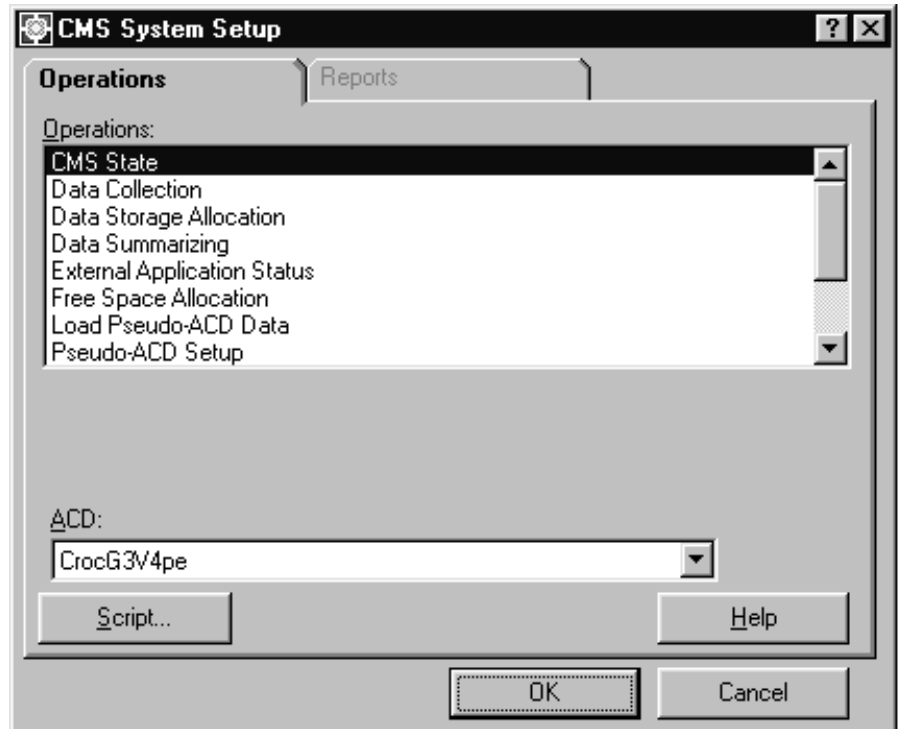 CMS System Setup
Operations
Reports
Operations:
CMS State
Data Collection
Data Storage Allocation
Data Summarizing
External Application Status
Free Space Allocation
Load Pseudo-ACD Data
Pseudo-ACD Setup
ACD:
CrocG3V4pe
Script...
Help
OK
Cancel